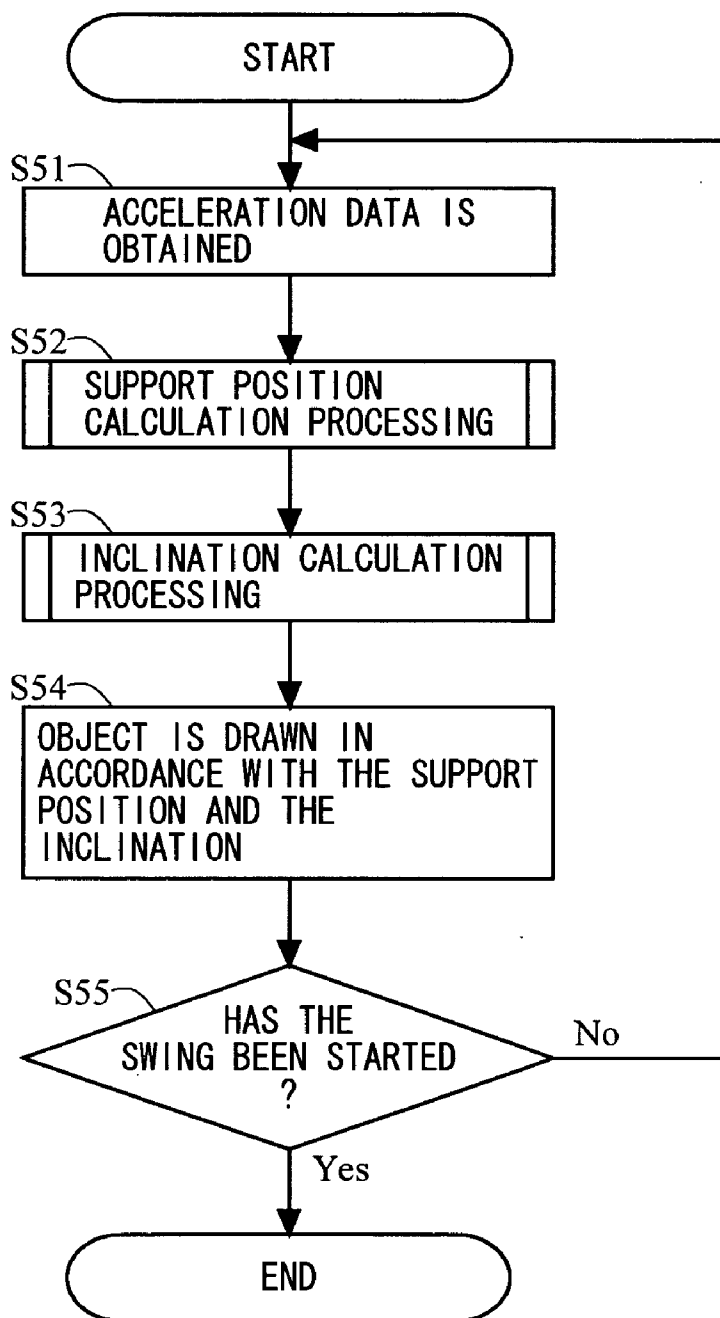 START
S51
ACCELERATION DATA IS
OBTAINED
S52
SUPPORT POSITION
CALCULATION PROCESSING
S53
INCLINATION CALCULATION
PROCESSING
S54
OBJECT IS DRAWN IN
ACCORDANCE WITH THE SUPPORT
POSITION AND THE
INCLINATION
S55
HAS THE
SWING BEEN STARTED
?
No
Yes
END